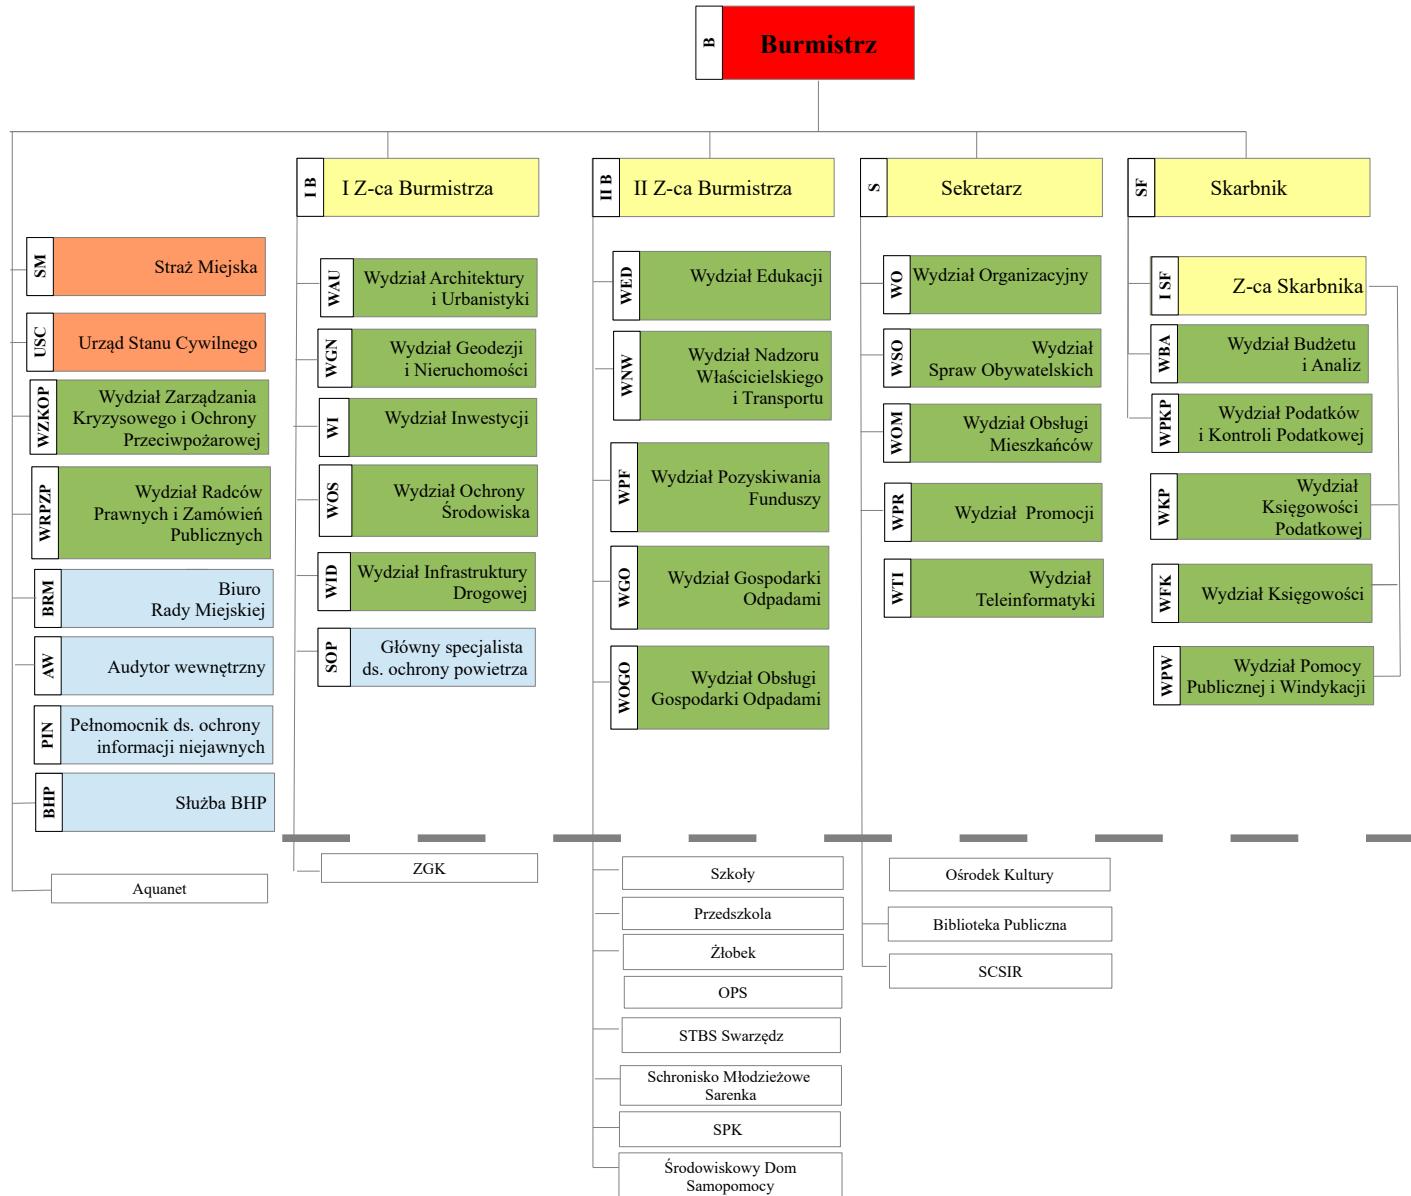 B
Burmistrz
I B
I Z-ca Burmistrza
II B
II Z-ca Burmistrza
S
Sekretarz
SF
Skarbnik
SM
Straż Miejska
USC
Urząd Stanu Cywilnego
WZKOP
Wydział Zarządzania
Kryzysowego i Ochrony
Przeciwpożarowej
WRPZP
Wydział Radców
Prawnych i Zamówień
Publicznych
BRM
Biuro
Rady Miejskiej
AW
Audytor wewnętrzny
PIN
Pełnomocnik ds. ochrony
informacji niejawnych
BHP
Służba BHP
Aquanet
WAU
Wydział Architektury
i Urbanistyki
WGN
Wydział Geodezji
i Nieruchomości
WI
Wydział Inwestycji
WOS
Wydział Ochrony
Środowiska
WID
Wydział Infrastruktury
Drogowej
SOP
Główny specjalista
ds. ochrony powietrza
ZGK
WED
Wydział Edukacji
WNW
Wydział Nadzoru
Właścicielskiego
i Transportu
WPF
Wydział Pozyskiwania
Funduszy
WGO
Wydział Gospodarki
Odpadami
WOGO
Wydział Obsługi
Gospodarki Odpadami
Szkoły
Przedszkola
Żłobek
OPS
STBS Swarzędz
Schronisko Młodzieżowe
Sarenka
SPK
Środowiskowy Dom
Samopomocy
WO
Wydział Organizacyjny
WSO
Wydział
Spraw Obywatelskich
WOM
Wydział Obsługi
Mieszkańców
WPR
Wydział Promocji
WTI
Wydział
Teleinformatyki
Ośrodek Kultury
Biblioteka Publiczna
SCSIR
I SF
Z-ca Skarbnika
WBA
Wydział Budżetu
i Analiz
WPKP
Wydział Podatków
i Kontroli Podatkowej
WKP
Wydział
Księgowości
Podatkowej
WFK
Wydział Księgowości
WPW
Wydział Pomocy
Publicznej i Windykacji